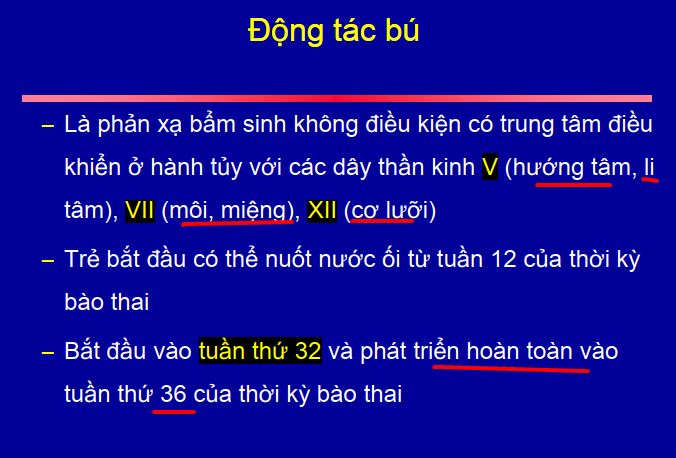 Động tác bú
– Là phản xạ bẩm sinh không điều kiện có trung tâm điều
khiển ở hành tủy với các dây thần kinh V (hướng tâm, li
tâm), VII (môi, miệng), XII (cơ lưỡi)
– Trẻ bắt đầu có thể nuốt nước ối từ tuần 12 của thời kỳ
bào thai
– Bắt đầu vào tuần thứ 32 và phát triển hoàn toàn vào
tuần thứ 36 của thời kỳ bào thai